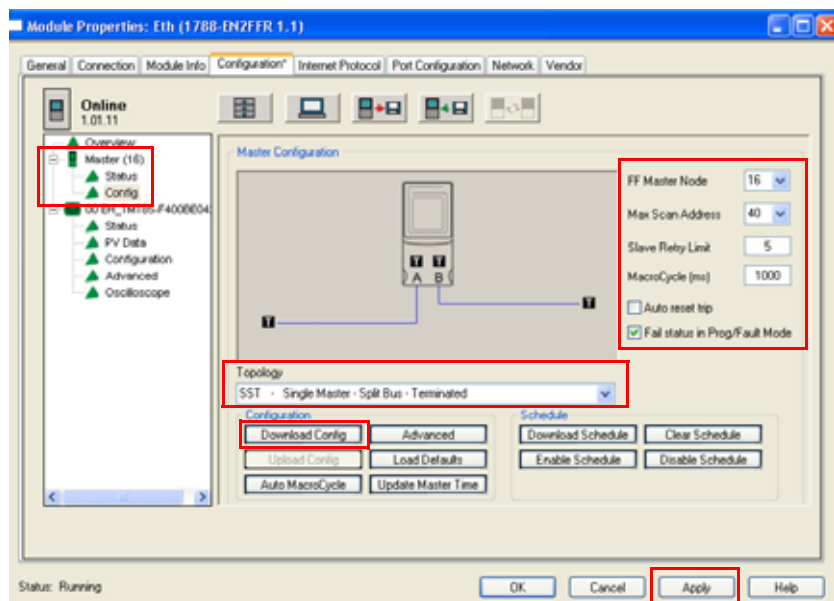 Module Properties: Eth (1788-EN2FFR 1.1)
General Connection Module Info Configuration* Internet Protocol Port Configuration Network Vendor
Online
1.01.11
Overview
Master (16)
Status
Config
Status
PV Data
Configuration
Advanced
Oscilloscope
Master Configuration
A B
T T
T
T
FF Master Node 16
Max Scan Address 40
Slave Retry Limit 5
MacroCycle (ms) 1000
Auto reset trip
Fail status in Prog/Fault Mode
Topology
SST - Single Master - Split Bus - Terminated
Configuration
Download Config Advanced
Upload Config Load Defaults
Auto MacroCycle Update Master Time
Schedule
Download Schedule Clear Schedule
Enable Schedule Disable Schedule
Status: Running
OK Cancel Apply Help